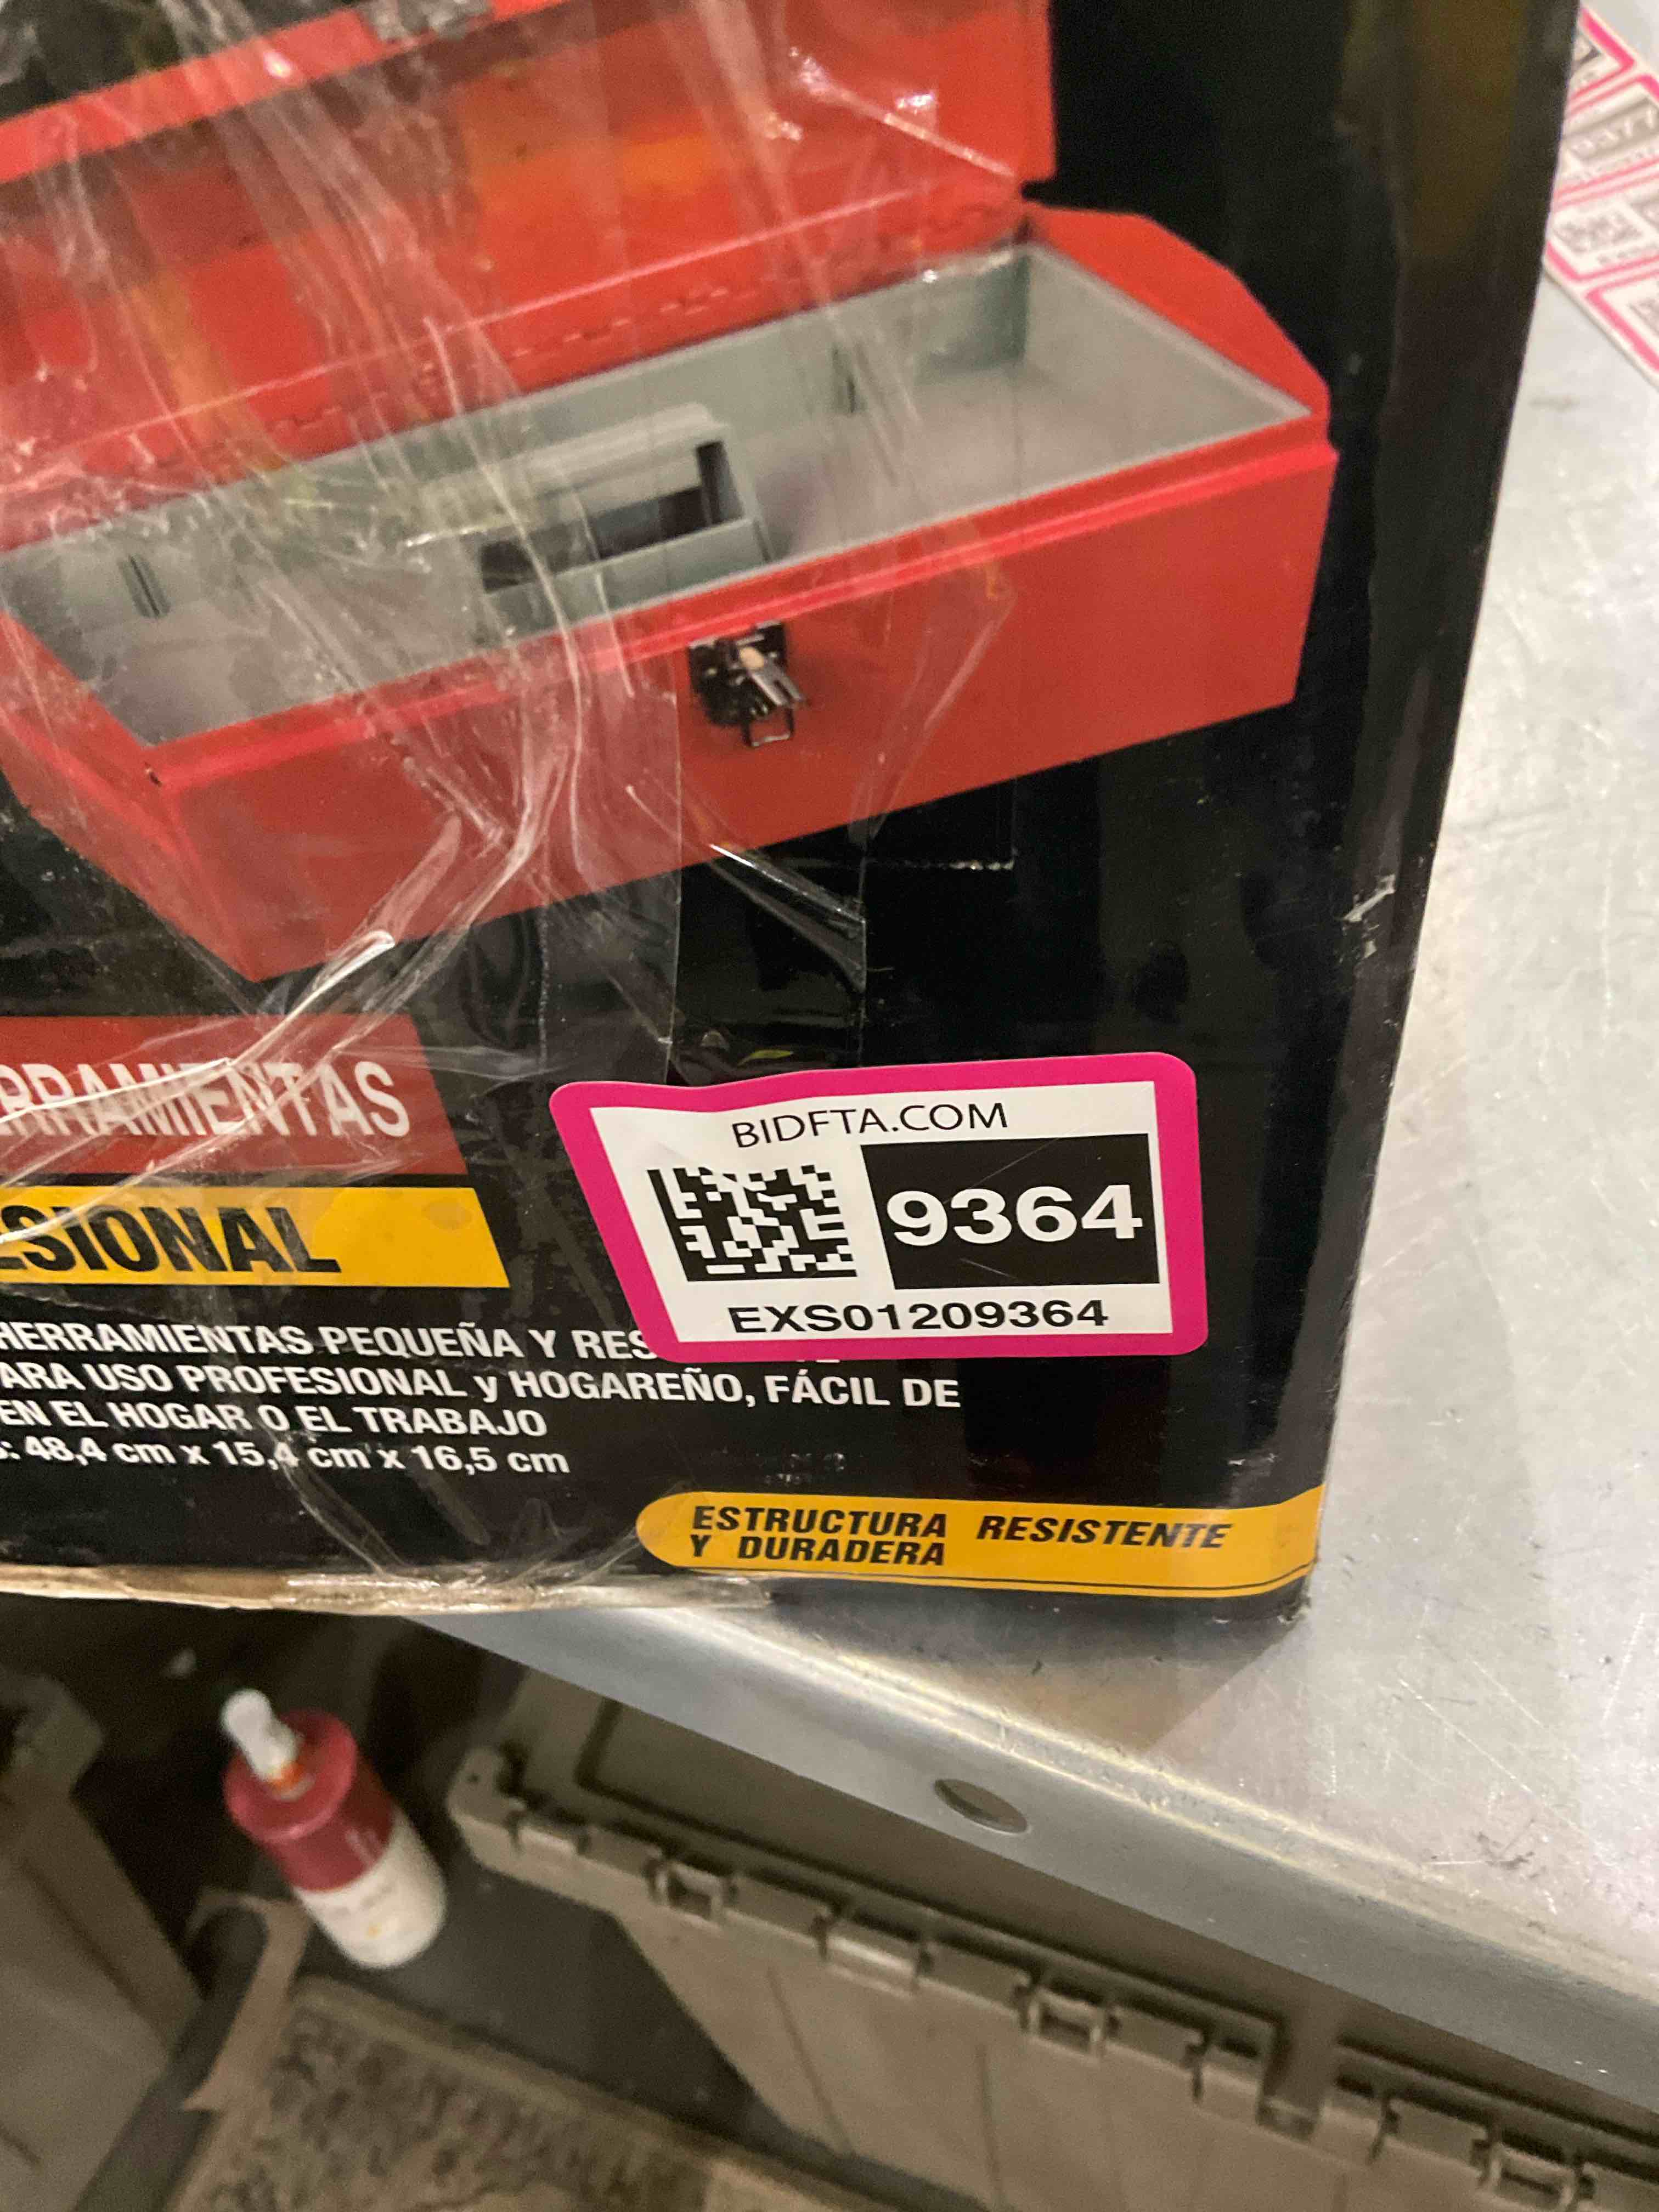 RRAMIENTAS
ESIONAL
BIDFTA.COM
9364
EXS01209364
HERRAMIENTAS PEQUEÑA Y RES
ARA USO PROFESIONAL y HOGAREÑO, FÁCIL DE
EN EL HOGAR O EL TRABAJO
: 48,4 cm x 15,4 cm x 16,5 cm
ESTRUCTURA RESISTENTE
Y DURADERA